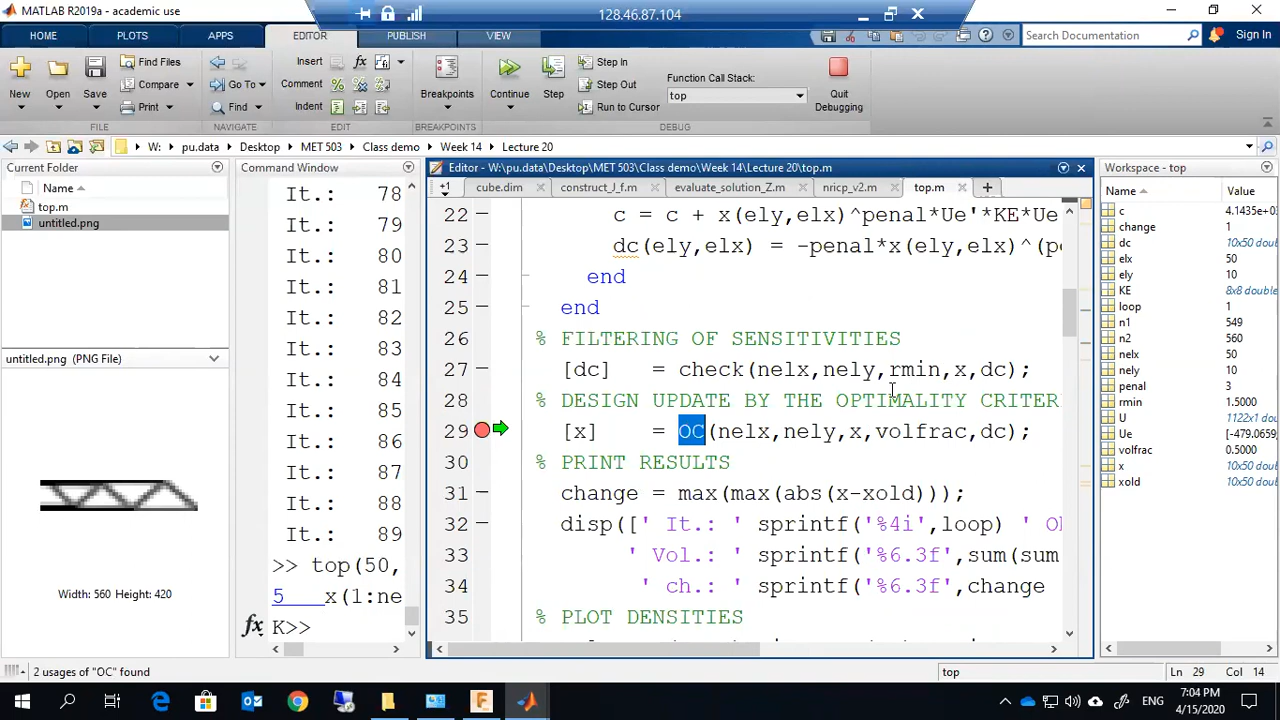 MATLAB R2019a - academic use
128.46.87.104
HOME PLOTS APPS EDITOR PUBLISH VIEW
Search Documentation
Sign In
New Open Save
Find Files
Compare
Print
FILE
Go To
Find
NAVIGATE
Insert
Comment
Indent
EDIT
Breakpoints
BREAKPOINTS
Continue Step
Step In
Step Out
Run to Cursor
Function Call Stack:
top
Quit Debugging
DEBUG
W: pu.data Desktop MET 503 Class demo Week 14 Lecture 20
Current Folder
Name
top.m
untitled.png
untitled.png (PNG File)
Width: 560 Height: 420
Command Window
It.: 78
It.: 79
It.: 80
It.: 81
It.: 82
It.: 83
It.: 84
It.: 85
It.: 86
It.: 87
It.: 88
It.: 89
>> top(50,
5 x(1:ne
fx K>>
Editor - W:\pu.data\Desktop\MET 503\Class demo\Week 14\Lecture 20\top.m
cube.dim construct_J_f.m evaluate_solution_Z.m nricp_v2.m top.m
22 c = c + x(ely,elx)^penal*Ue'*KE*Ue
23 dc(ely,elx) = -penal*x(ely,elx)^(pe
24 end
25 end
26 % FILTERING OF SENSITIVITIES
27 [dc] = check(nelx,nely,rmin,x,dc);
28 % DESIGN UPDATE BY THE OPTIMALITY CRITER
29 [x] = OC(nelx,nely,x,volfrac,dc);
30 % PRINT RESULTS
31 change = max(max(abs(x-xold)));
32 disp([' It.: ' sprintf('%4i',loop) '
33 ' Vol.: ' sprintf('%6.3f',sum(sum
34 ' ch.: ' sprintf('%6.3f',change
35 % PLOT DENSITIES
Workspace - top
Name Value
c 4.1435e+0
change 1
dc 10x50 double
elx 50
ely 10
KE 8x8 double
loop 1
n1 549
n2 560
nelx 50
nely 10
penal 3
rmin 1.5000
U 1122x1 doubl
Ue [-479.0659
volfrac 0.5000
x 10x50 double
xold 10x50 double
2 usages of "OC" found
top
Ln 29 Col 14
ENG
7:04 PM
4/15/2020